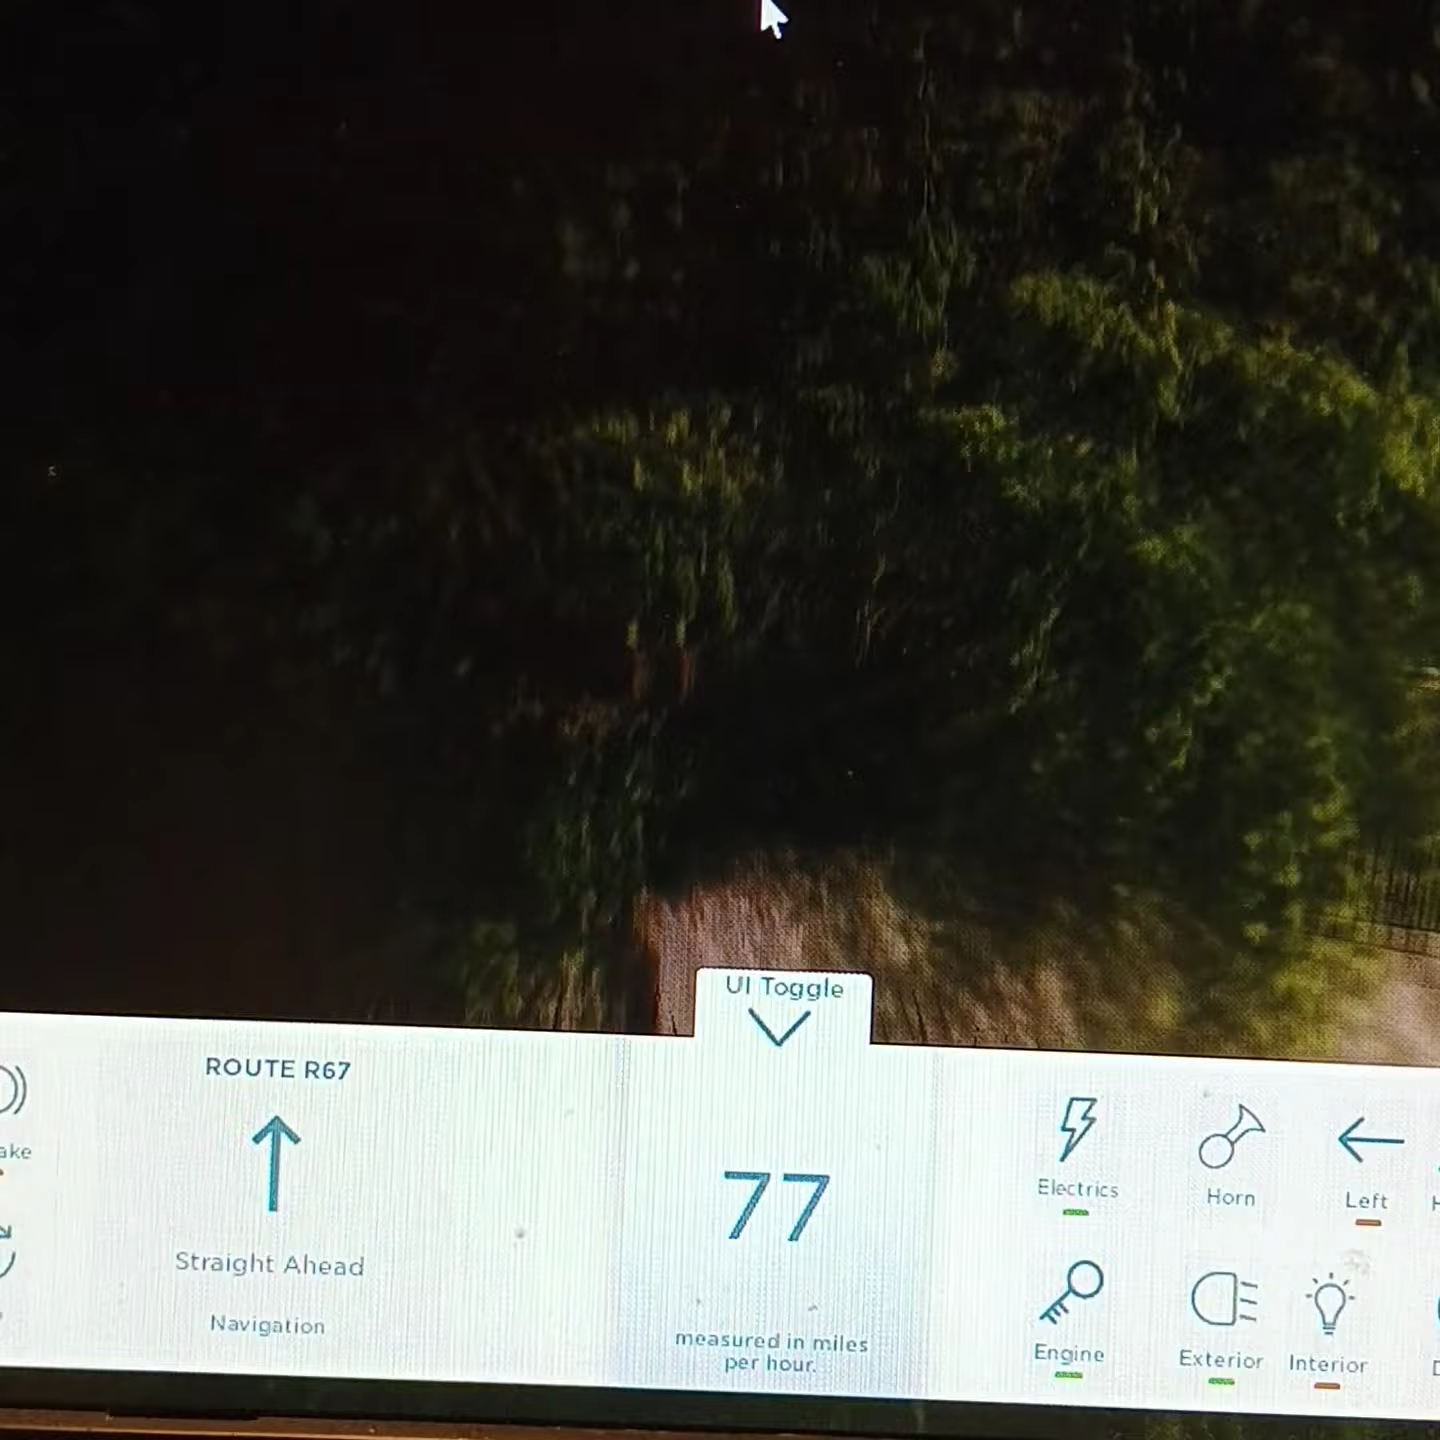 UI Toggle
ROUTE R67
Straight Ahead
Navigation
77
measured in miles
per hour.
Electrics
Horn
Left
Engine
Exterior
Interior